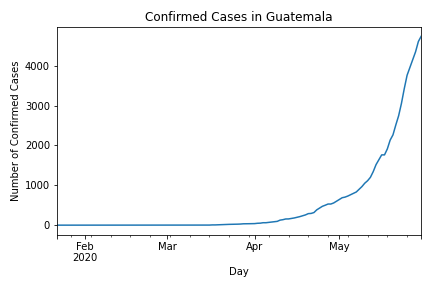 Confirmed Cases in Guatemala
Number of Confirmed Cases
4000
3000
2000
1000
0
Feb
2020
Mar
Apr
May
Day